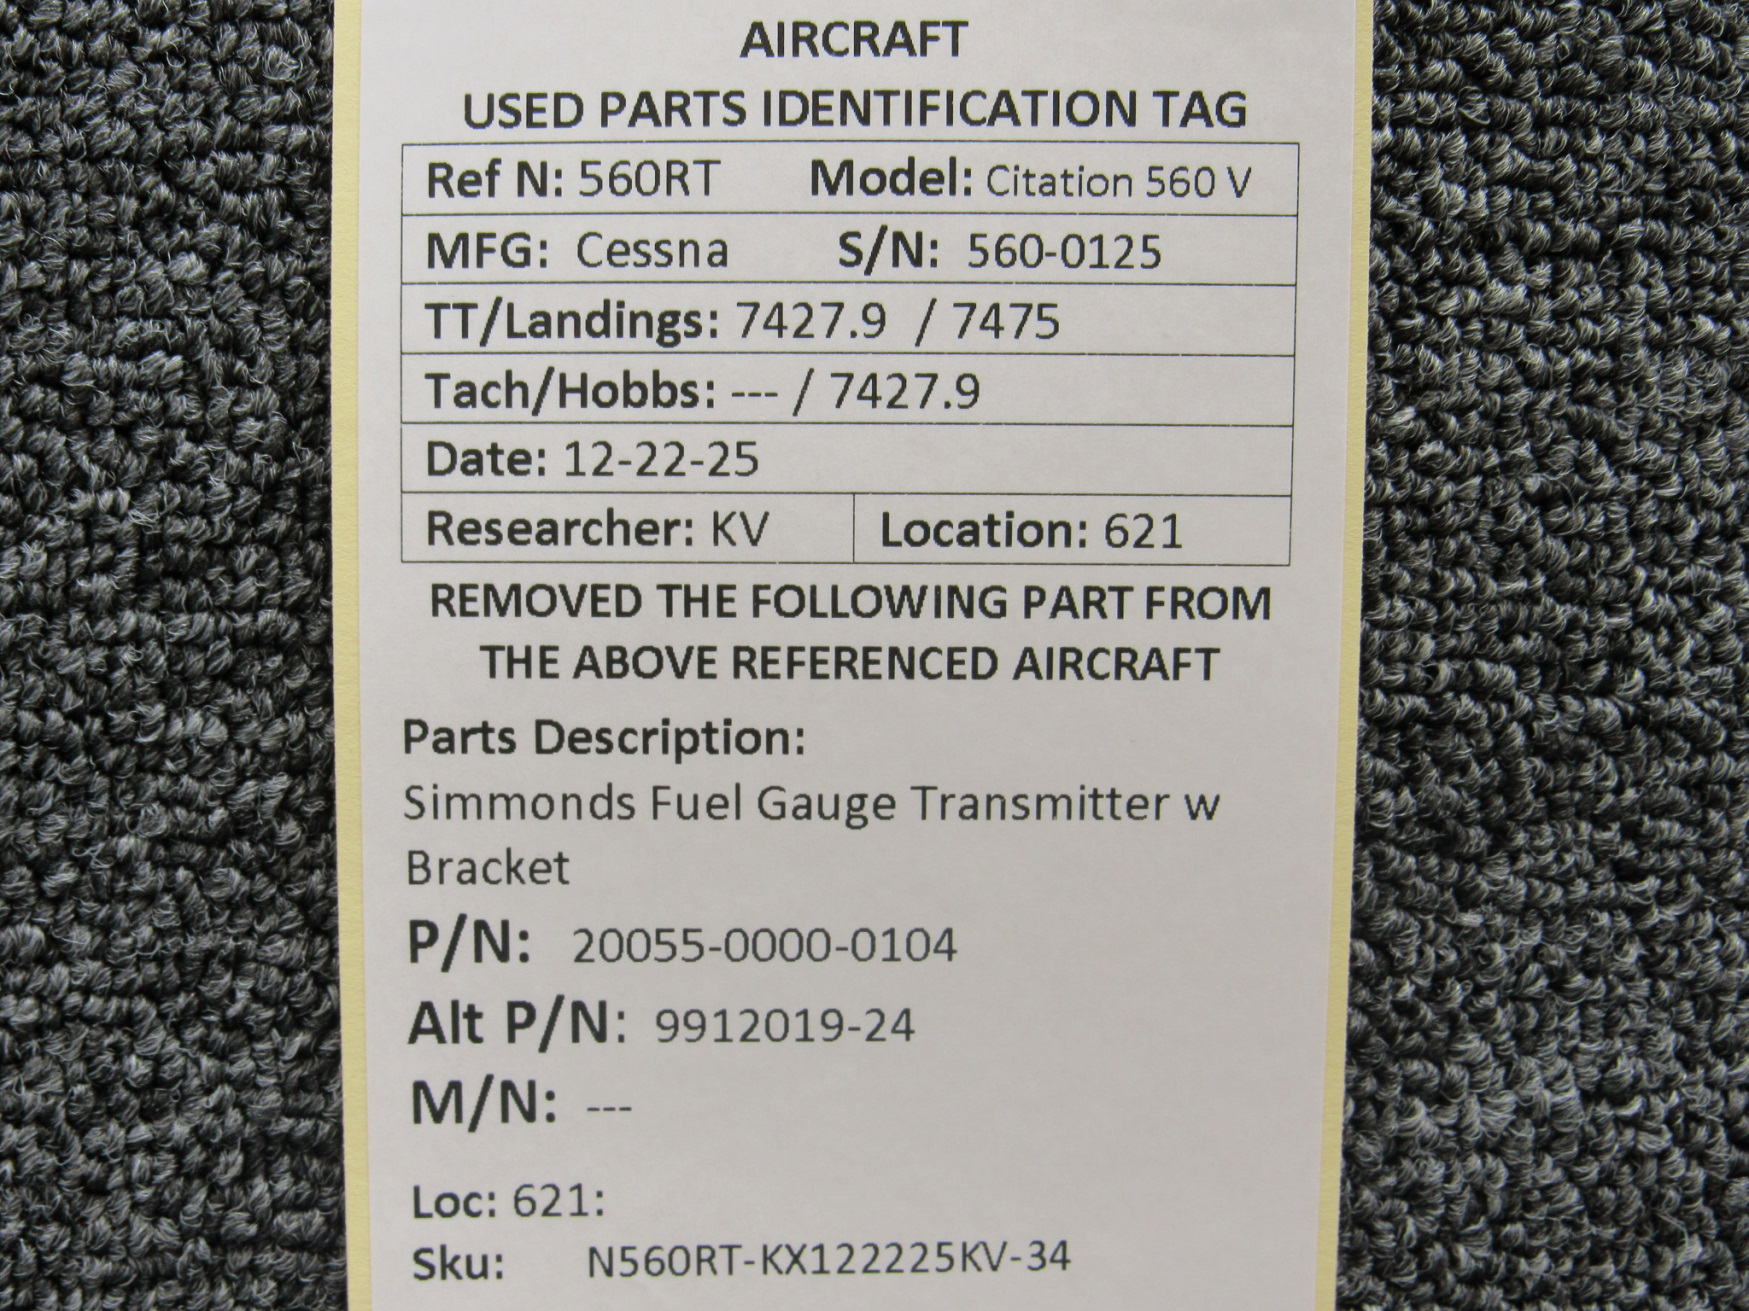 AIRCRAFT
USED PARTS IDENTIFICATION TAG
Ref N: 560RT Model: Citation 560 V
MFG: Cessna S/N: 560-0125
TT/Landings: 7427.9 / 7475
Tach/Hobbs: --- / 7427.9
Date: 12-22-25
Researcher: KV Location: 621
REMOVED THE FOLLOWING PART FROM
THE ABOVE REFERENCED AIRCRAFT
Parts Description:
Simmonds Fuel Gauge Transmitter w
Bracket
P/N: 20055-0000-0104
Alt P/N: 9912019-24
M/N: ---
Loc: 621:
Sku: N560RT-KX122225KV-34